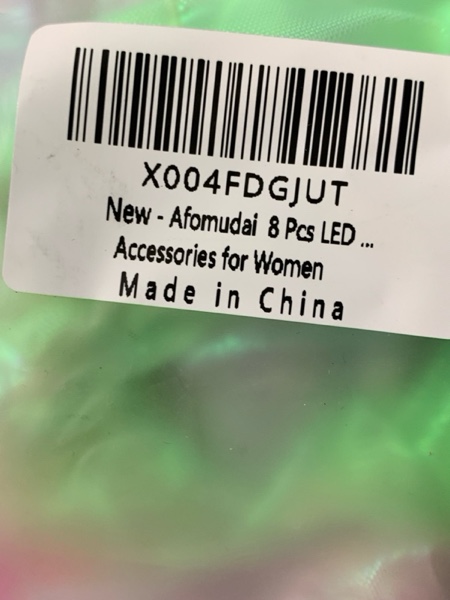 X004FDGJUT
New - Afomudai 8 Pcs LED ...
Accessories for Women
Made in China